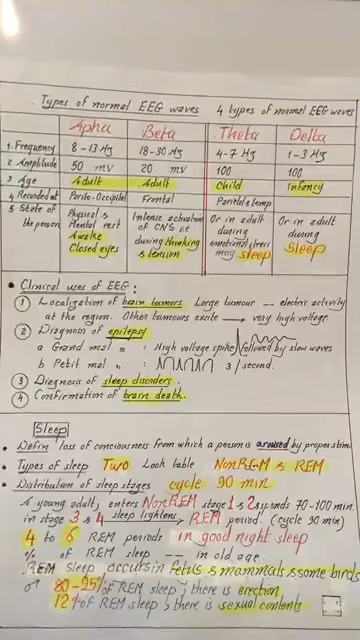 Types of normal EEG waves 4 types of normal EEG waves
Apha Beta Theta Delta
1. Frequency 8-13 Hz 18-30 Hz 4-7 Hz 1-3 Hz
2 Amplitude 50 mv 20 mv 100 100
3 Age Adult Adult Child Infancy
4 Recorded at Parito-Occipital Frontal Parietal & temp
5 State of the person Physical & Mental rest Awake Closed eyes Intense activation of CNS i.e during thinking & tension Or in adult during emotional stress may sleep Or in adult during Sleep
• Clinical uses of EEG:
① Localization of brain tumors Large tumour — electric activity
at the region. Other tumours excite → very high voltage.
② Diagnosis of epilepsy
a Grand mal " : High voltage spike followed by slow waves
b Petit mal " : 3/second.
③ Diagnosis of sleep disorders.
④ Confirmation of brain death.
Sleep
• Defin loss of conciousness from which a person is aroused by proper stim
• Types of sleep Two Look table NonREM & REM
• Distribution of sleep stages cycle 90 min
A young adult, enters NonREM stage 1 & 2 spends 70-100 min
in stage 3 & 4 sleep lightens, REM period. (cycle 90 min)
4 to 6 REM periods in good night sleep
% of REM sleep --- in old age.
REM sleep occurs in fetus & mammals & some birds
80-95% of REM sleep, there is erection,
12% of REM sleep, there is sexual contents